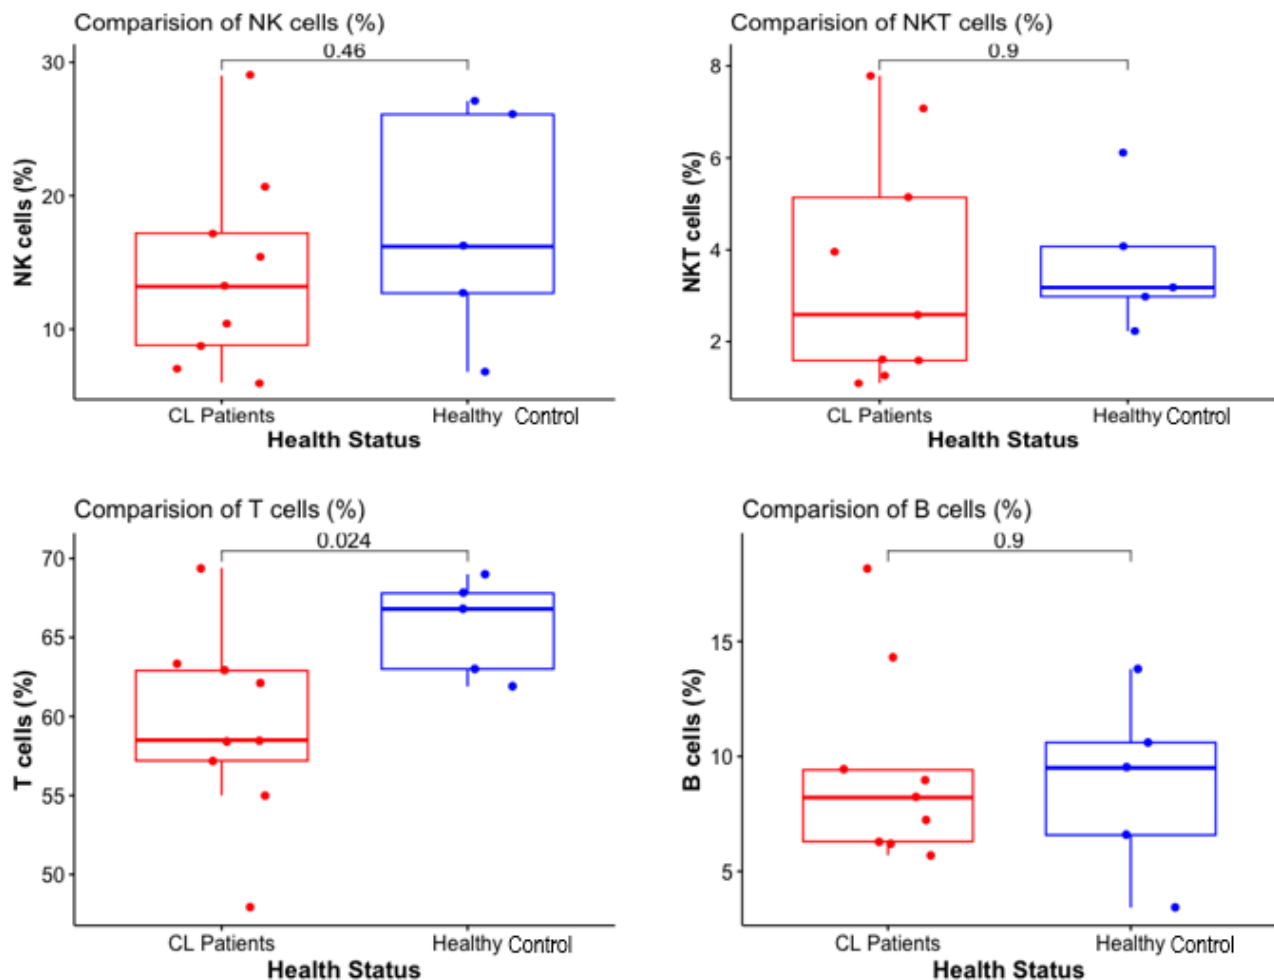 Comparision of NK cells (%)
0.46
30
20
10
NK cells (%)
CL Patients
Healthy Control
Health Status
Comparision of NKT cells (%)
0.9
8
6
4
2
NKT cells (%)
CL Patients
Healthy Control
Health Status
Comparision of T cells (%)
0.024
70
65
60
55
50
T cells (%)
CL Patients
Healthy Control
Health Status
Comparision of B cells (%)
0.9
15
10
5
B cells (%)
CL Patients
Healthy Control
Health Status